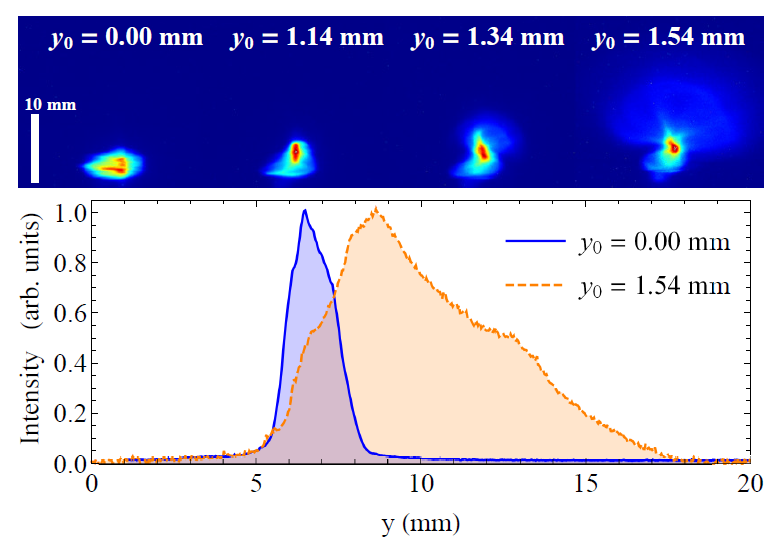 y₀ = 0.00 mm y₀ = 1.14 mm y₀ = 1.34 mm y₀ = 1.54 mm
10 mm
Intensity (arb. units)
1.0
0.8
0.6
0.4
0.2
0.0
y₀ = 0.00 mm
y₀ = 1.54 mm
0 5 10 15 20
y (mm)